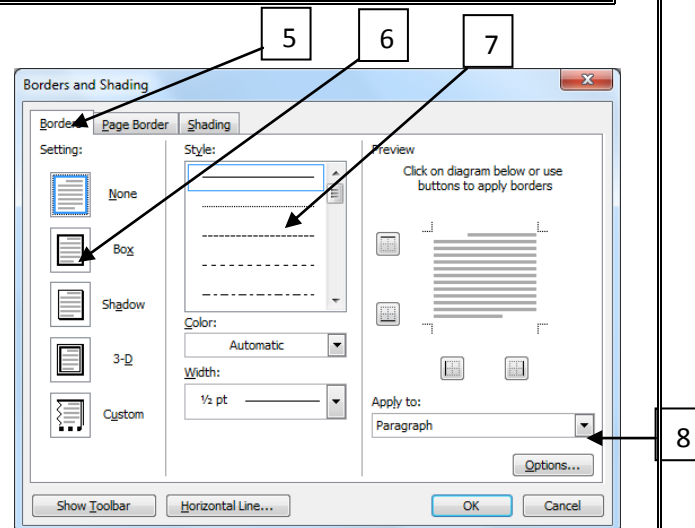 5
6
7
Borders and Shading
Borders
Page Border
Shading
Setting:
None
Box
Shadow
3-D
Custom
Style:
Color:
Automatic
Width:
½ pt
Preview
Click on diagram below or use
buttons to apply borders
Apply to:
Paragraph
8
Options...
Show Toolbar
Horizontal Line...
OK
Cancel